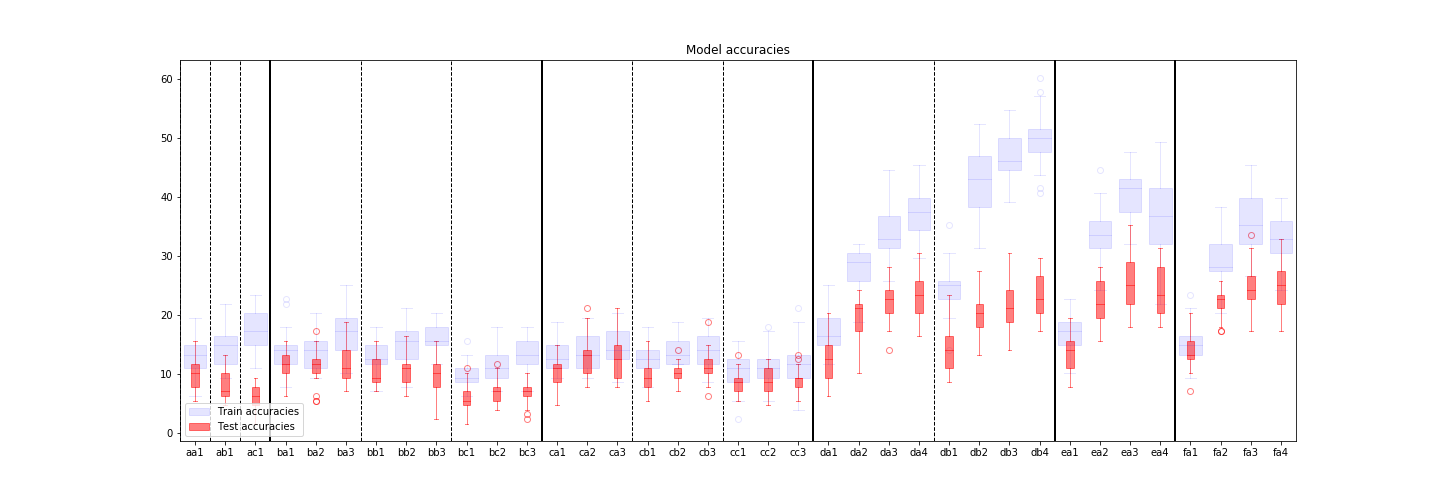 Model accuracies
60
50
40
30
20
10
0
Train accuracies
Test accuracies
aa1 ab1 ac1 ba1 ba2 ba3 bb1 bb2 bb3 bc1 bc2 bc3 ca1 ca2 ca3 cb1 cb2 cb3 cc1 cc2 cc3 da1 da2 da3 da4 db1 db2 db3 db4 ea1 ea2 ea3 ea4 fa1 fa2 fa3 fa4